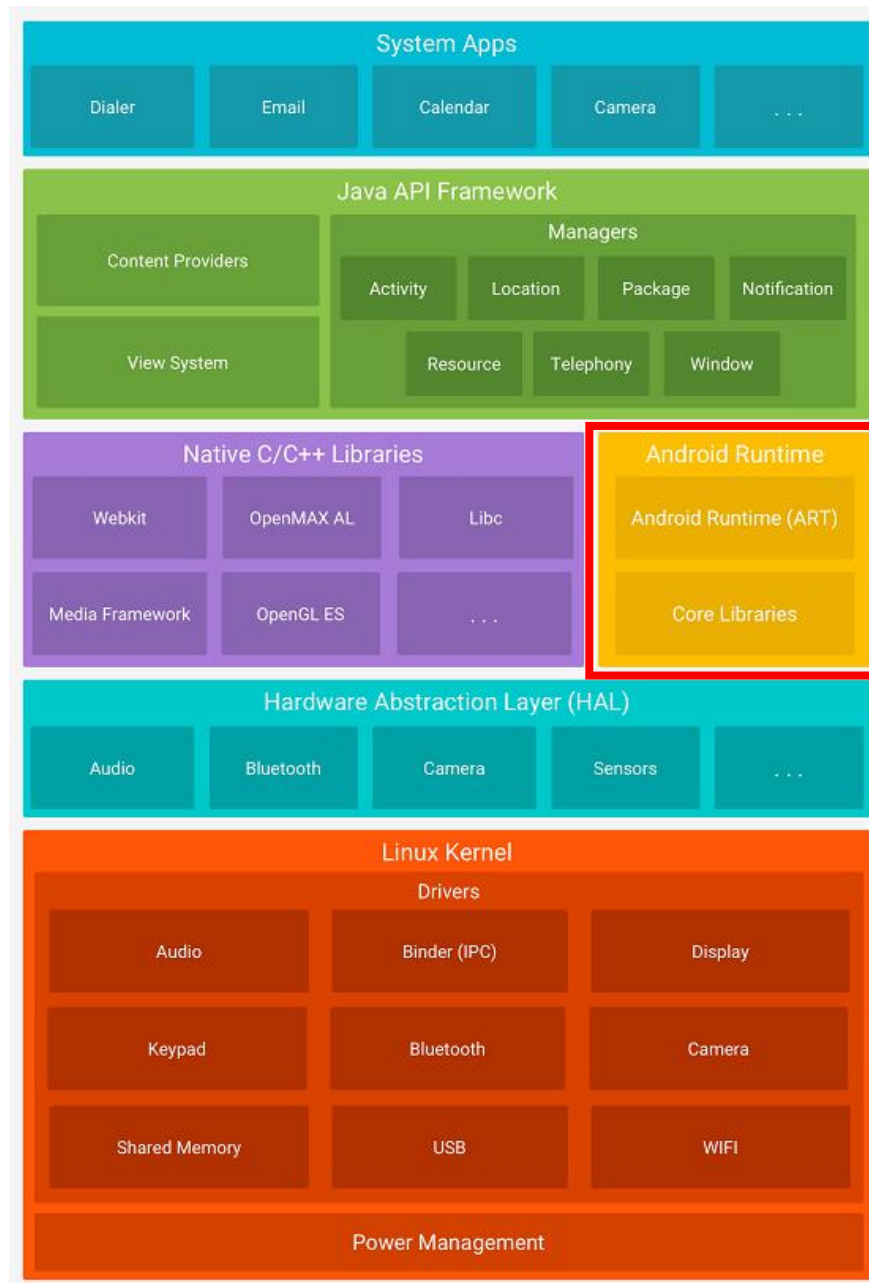 System Apps
Dialer Email Calendar Camera . . .
Java API Framework
Content Providers
View System
Managers
Activity Location Package Notification
Resource Telephony Window
Native C/C++ Libraries
Webkit OpenMAX AL Libc
Media Framework OpenGL ES . . .
Android Runtime
Android Runtime (ART)
Core Libraries
Hardware Abstraction Layer (HAL)
Audio Bluetooth Camera Sensors . . .
Linux Kernel
Drivers
Audio Binder (IPC) Display
Keypad Bluetooth Camera
Shared Memory USB WIFI
Power Management